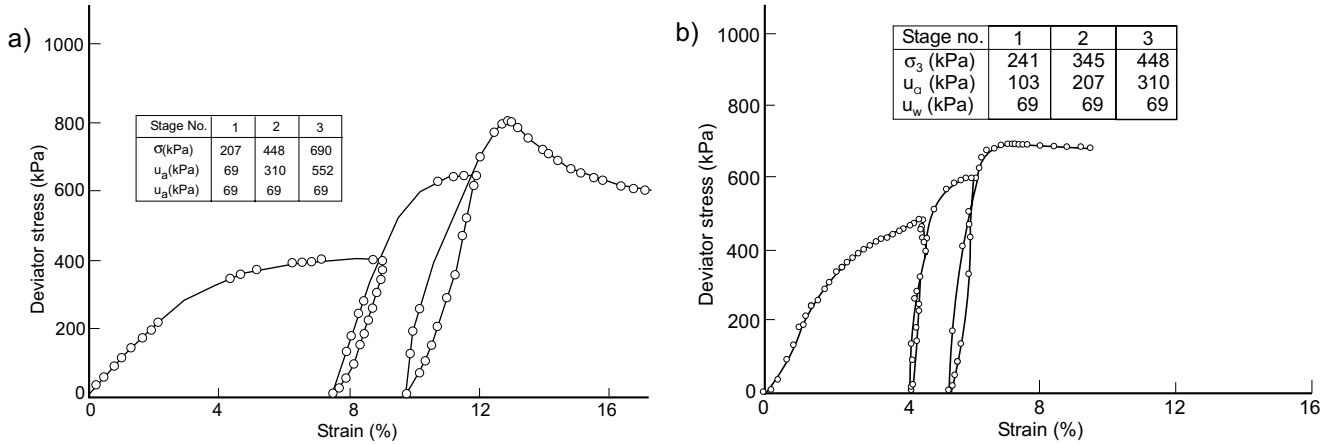 a)
1000
800
600
400
200
0
Deviator stress (kPa)
Stage No. 1 2 3
σ(kPa) 207 448 690
ua(kPa) 69 310 552
ua(kPa) 69 69 69
0 4 8 12 16
Strain (%)
b)
1000
800
600
400
200
0
Deviator stress (kPa)
Stage no. 1 2 3
σ3 (kPa) 241 345 448
ua (kPa) 103 207 310
uw (kPa) 69 69 69
0 4 8 12 16
Strain (%)